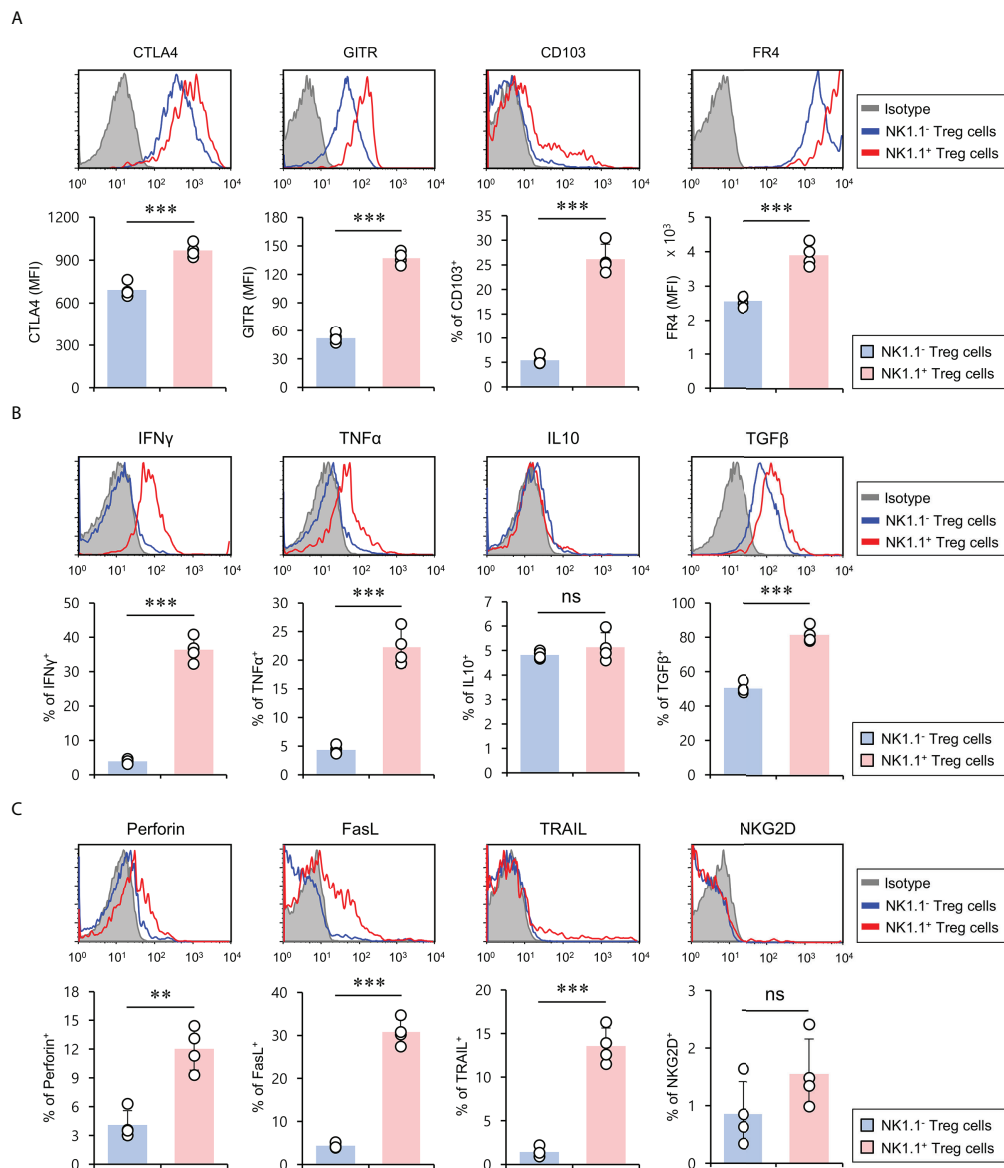 A
CTLA4
GITR
CD103
FR4
Isotype
NK1.1⁻ Treg cells
NK1.1⁺ Treg cells
10⁰ 10¹ 10² 10³ 10⁴
10⁰ 10¹ 10² 10³ 10⁴
10⁰ 10¹ 10² 10³ 10⁴
10⁰ 10¹ 10² 10³ 10⁴
CTLA4 (MFI)
1200
900
600
300
0
***
GITR (MFI)
180
150
120
90
60
30
0
***
% of CD103⁺
35
30
25
20
15
10
5
0
***
FR4 (MFI)
x 10³
5
4
3
2
1
0
***
NK1.1⁻ Treg cells
NK1.1⁺ Treg cells
B
IFNγ
TNFα
IL10
TGFβ
Isotype
NK1.1⁻ Treg cells
NK1.1⁺ Treg cells
10⁰ 10¹ 10² 10³ 10⁴
10⁰ 10¹ 10² 10³ 10⁴
10⁰ 10¹ 10² 10³ 10⁴
10⁰ 10¹ 10² 10³ 10⁴
% of IFNγ⁺
50
40
30
20
10
0
***
% of TNFα⁺
30
25
20
15
10
5
0
***
% of IL10⁺
7
6
5
4
3
2
1
0
ns
% of TGFβ⁺
100
80
60
40
20
0
***
NK1.1⁻ Treg cells
NK1.1⁺ Treg cells
C
Perforin
FasL
TRAIL
NKG2D
Isotype
NK1.1⁻ Treg cells
NK1.1⁺ Treg cells
10⁰ 10¹ 10² 10³ 10⁴
10⁰ 10¹ 10² 10³ 10⁴
10⁰ 10¹ 10² 10³ 10⁴
10⁰ 10¹ 10² 10³ 10⁴
% of Perforin⁺
18
15
12
9
6
3
0
**
% of FasL⁺
40
30
20
10
0
***
% of TRAIL⁺
20
15
10
5
0
***
% of NKG2D⁺
3
2
1
0
ns
NK1.1⁻ Treg cells
NK1.1⁺ Treg cells